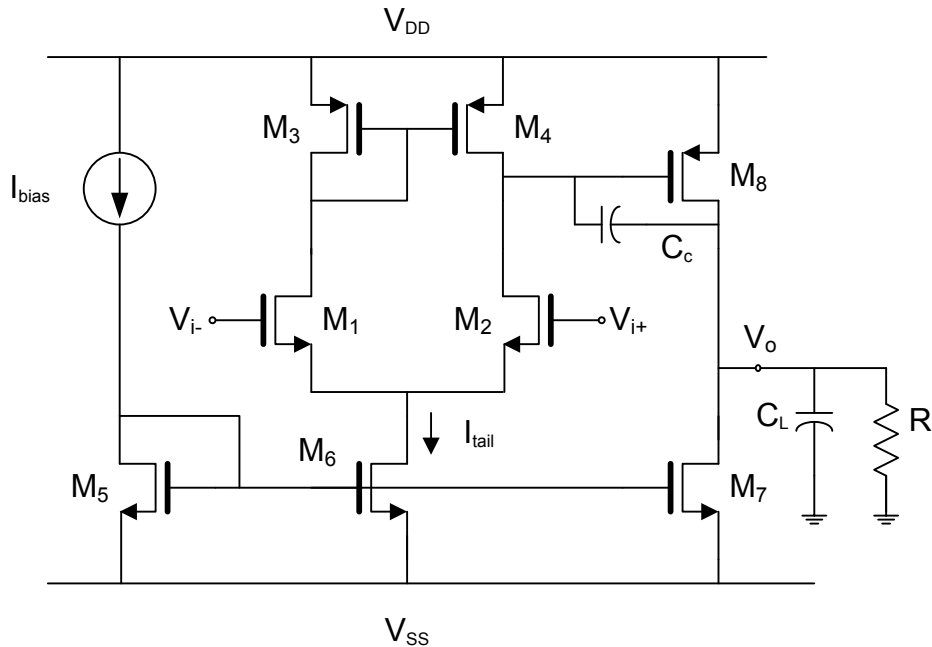 V_DD
M_3
M_4
M_8
I_bias
C_c
V_i-
M_1
M_2
V_i+
V_o
C_L
R
I_tail
M_6
M_5
M_7
V_SS